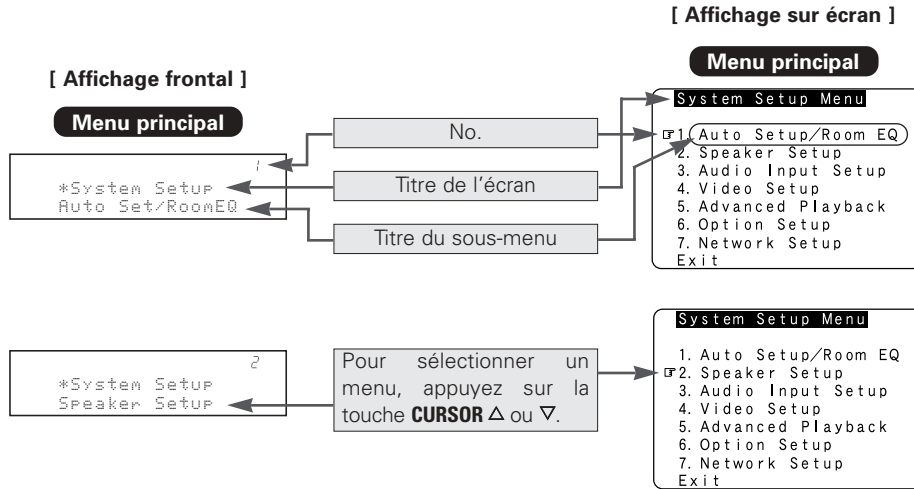 [ Affichage sur écran ]
Menu principal
[ Affichage frontal ]
Menu principal
1
*System Setup
Auto Set/RoomEQ
No.
Titre de l'écran
Titre du sous-menu
System Setup Menu
☞1. Auto Setup/Room EQ
2. Speaker Setup
3. Audio Input Setup
4. Video Setup
5. Advanced Playback
6. Option Setup
7. Network Setup
Exit
2
*System Setup
Speaker Setup
Pour sélectionner un
menu, appuyez sur la
touche CURSOR △ ou ▽.
System Setup Menu
1. Auto Setup/Room EQ
☞2. Speaker Setup
3. Audio Input Setup
4. Video Setup
5. Advanced Playback
6. Option Setup
7. Network Setup
Exit